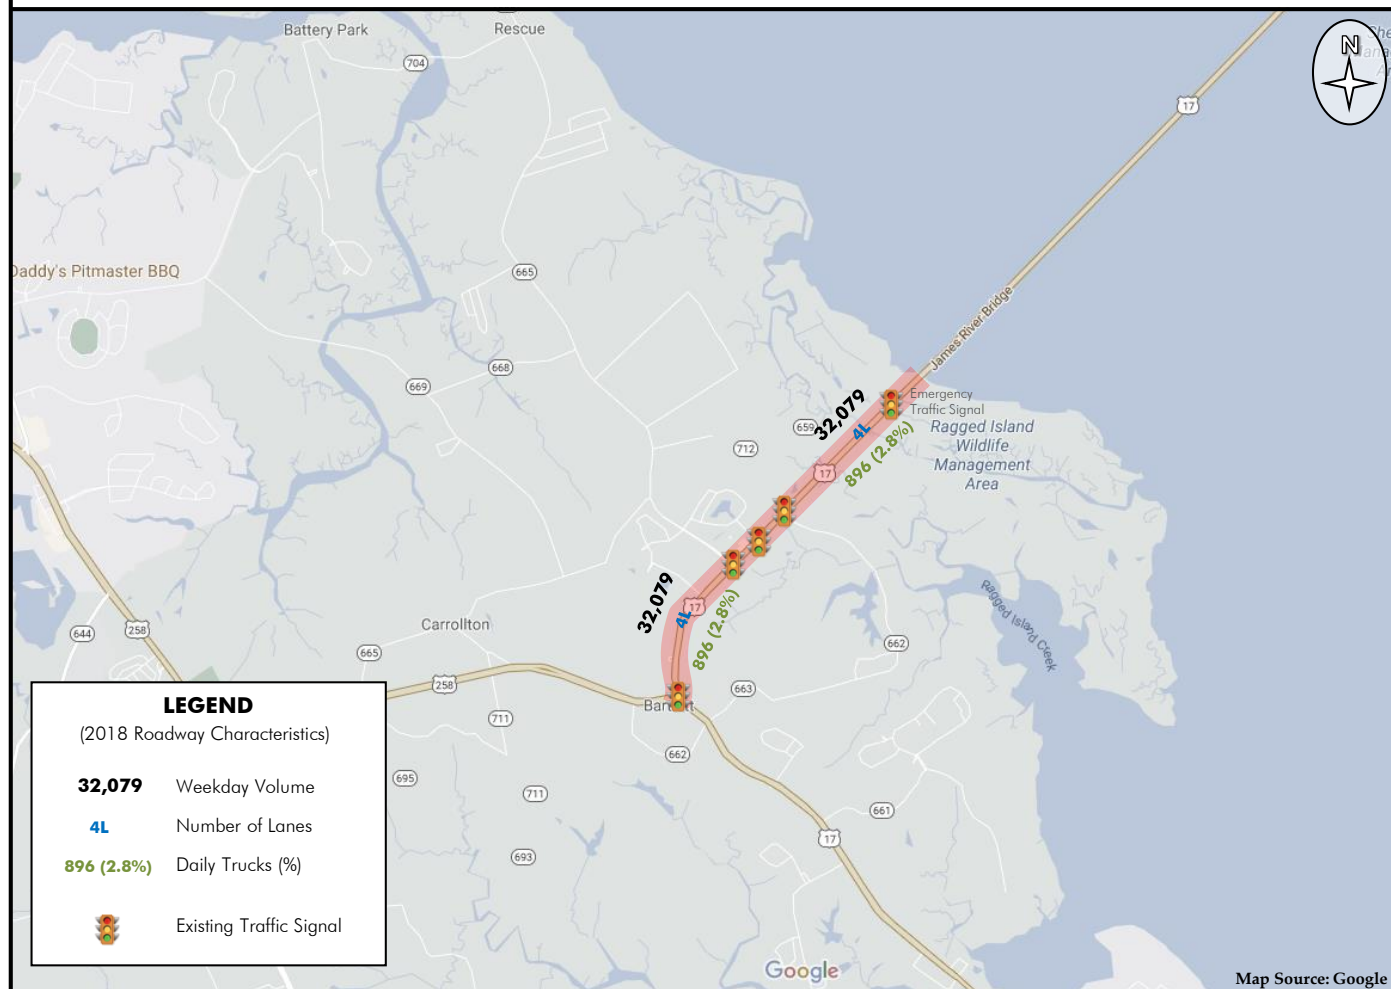 Battery Park
Rescue
704
N
17
Daddy's Pitmaster BBQ
665
James River Bridge
668
669
Emergency
Traffic Signal
32,079
4L
896 (2.8%)
659
712
17
Ragged Island
Wildlife
Management
Area
32,079
17
4L
896 (2.8%)
Ragged Island Creek
644
258
Carrollton
665
662
258
663
711
662
695
711
661
17
693
LEGEND
(2018 Roadway Characteristics)
32,079 Weekday Volume
4L Number of Lanes
896 (2.8%) Daily Trucks (%)
Existing Traffic Signal
Google
Map Source: Google